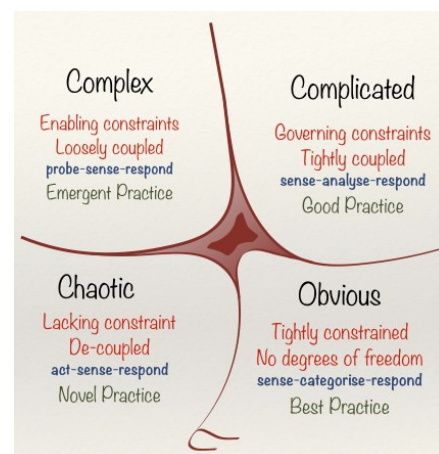 Complex
Enabling constraints
Loosely coupled
probe-sense-respond
Emergent Practice
Complicated
Governing constraints
Tightly coupled
sense-analyse-respond
Good Practice
Chaotic
Lacking constraint
De-coupled
act-sense-respond
Novel Practice
Obvious
Tightly constrained
No degrees of freedom
sense-categorise-respond
Best Practice